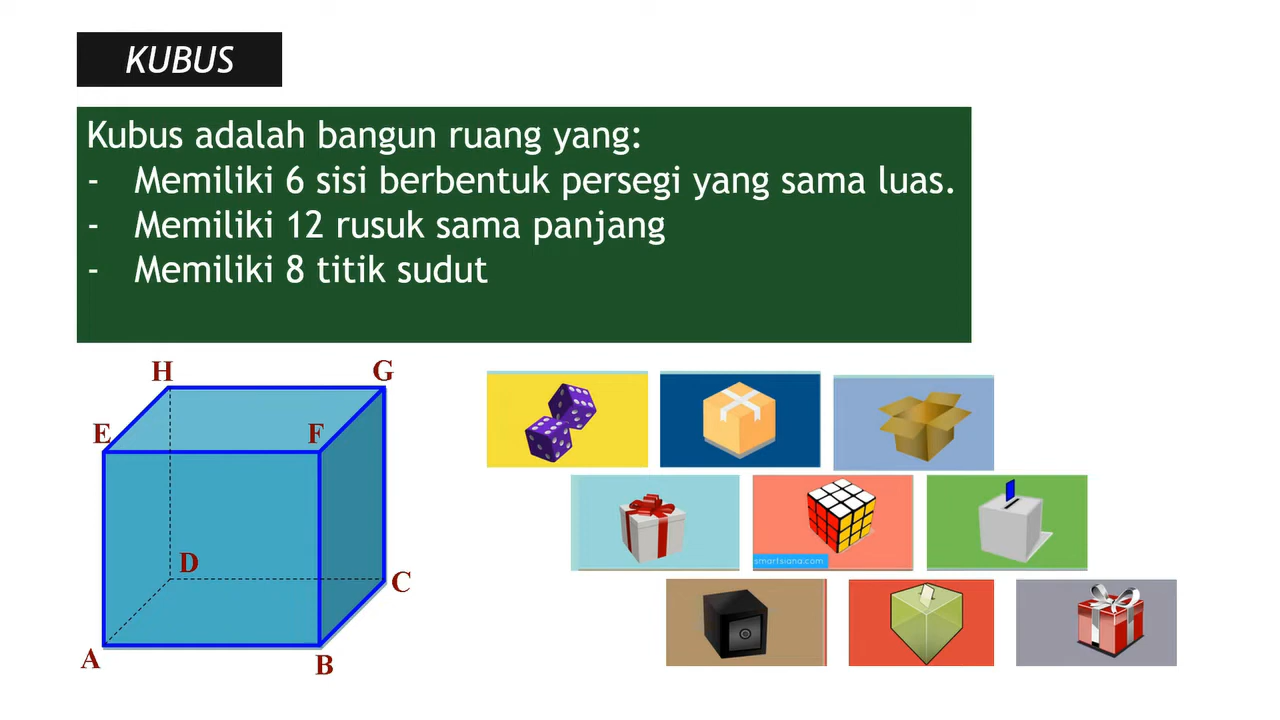 KUBUS
Kubus adalah bangun ruang yang:
- Memiliki 6 sisi berbentuk persegi yang sama luas.
- Memiliki 12 rusuk sama panjang
- Memiliki 8 titik sudut
H
G
E
F
D
C
A
B
smartsiana.com